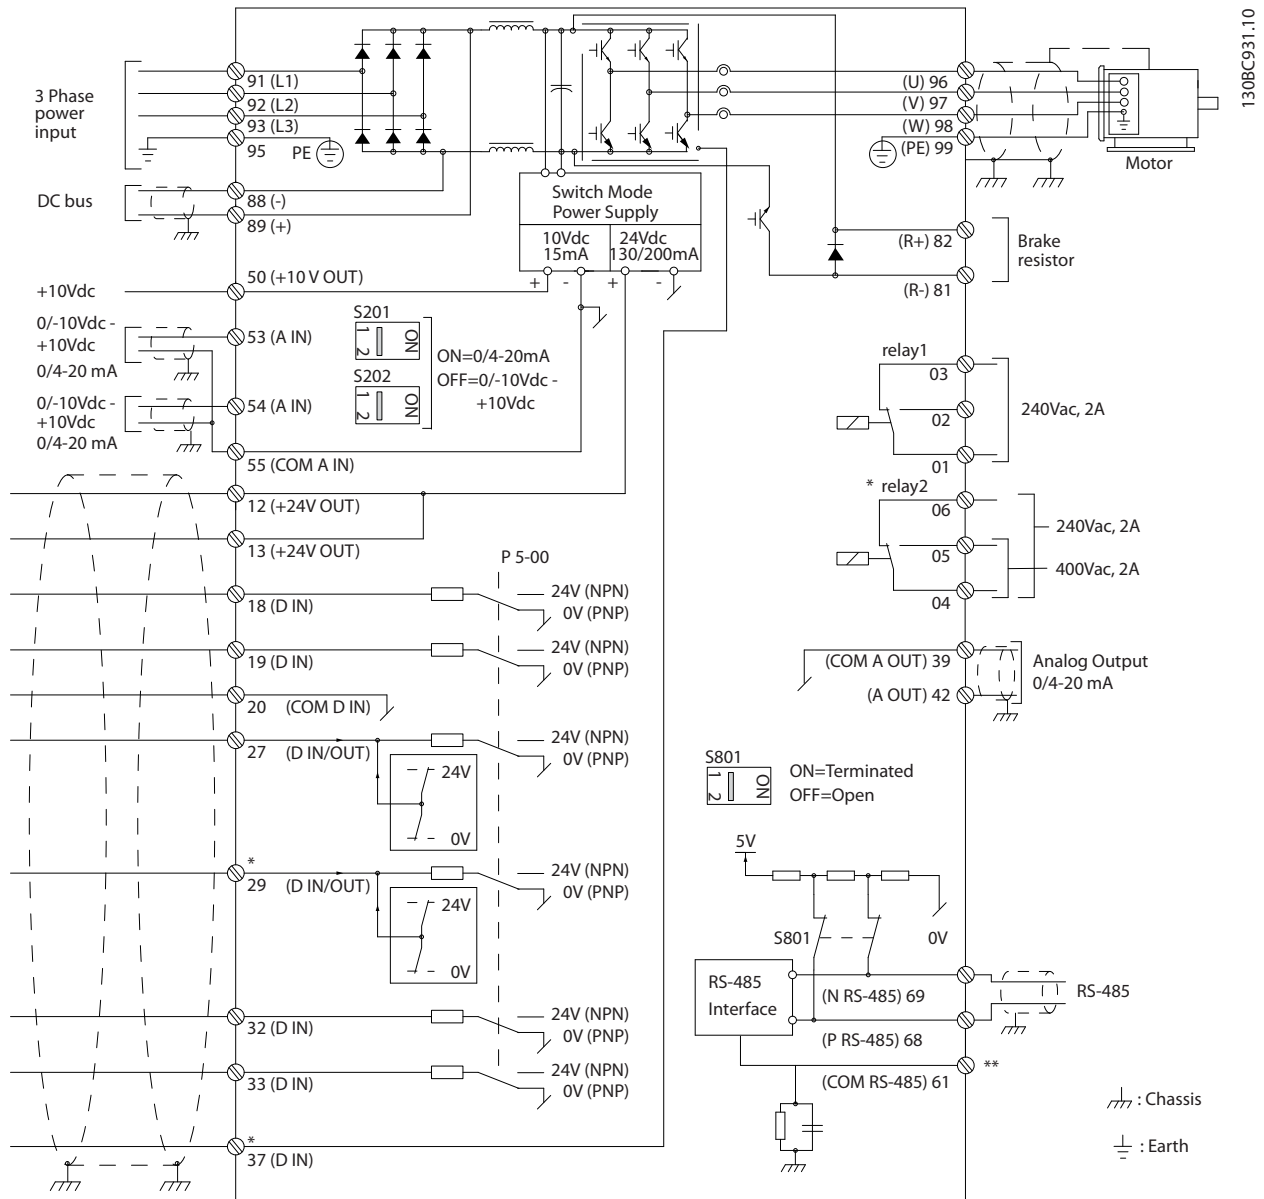 130BC931.10
3 Phase
power
input
91 (L1)
92 (L2)
93 (L3)
95
PE
DC bus
88 (-)
89 (+)
50 (+10 V OUT)
+10Vdc
0/-10Vdc -
+10Vdc
0/4-20 mA
53 (A IN)
0/-10Vdc -
+10Vdc
0/4-20 mA
54 (A IN)
55 (COM A IN)
12 (+24V OUT)
13 (+24V OUT)
18 (D IN)
19 (D IN)
20 (COM D IN)
27 (D IN/OUT)
24V
0V
*
29 (D IN/OUT)
24V
0V
32 (D IN)
33 (D IN)
*
37 (D IN)
Switch Mode
Power Supply
10Vdc
15mA
24Vdc
130/200mA
+ - + -
S201
1 2 ON
S202
1 2 ON
ON=0/4-20mA
OFF=0/-10Vdc -
+10Vdc
P 5-00
24V (NPN)
0V (PNP)
24V (NPN)
0V (PNP)
24V (NPN)
0V (PNP)
24V (NPN)
0V (PNP)
24V (NPN)
0V (PNP)
24V (NPN)
0V (PNP)
(U) 96
(V) 97
(W) 98
(PE) 99
Motor
(R+) 82
(R-) 81
Brake
resistor
relay1
03
02
01
240Vac, 2A
* relay2
06
05
04
240Vac, 2A
400Vac, 2A
(COM A OUT) 39
(A OUT) 42
Analog Output
0/4-20 mA
S801
1 2 ON
ON=Terminated
OFF=Open
5V
S801
0V
RS-485
Interface
(N RS-485) 69
(P RS-485) 68
(COM RS-485) 61
RS-485
**
: Chassis
: Earth